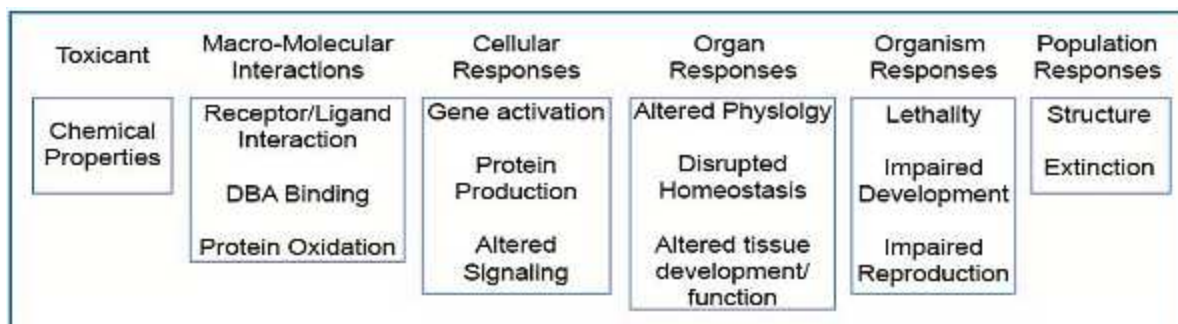 Toxicant
Macro-Molecular
Interactions
Cellular
Responses
Organ
Responses
Organism
Responses
Population
Responses
Chemical
Properties
Receptor/Ligand
Interaction
DBA Binding
Protein Oxidation
Gene activation
Protein
Production
Altered
Signaling
Altered Physiolgy
Disrupted
Homeostasis
Altered tissue
development/
function
Lethality
Impaired
Development
Impaired
Reproduction
Structure
Extinction